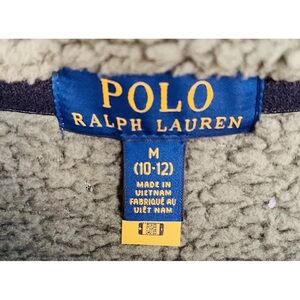 POLO
RALPH LAUREN
M
(10-12)
MADE IN
VIETNAM
FABRIQUÉ AU
VIÊT NAM